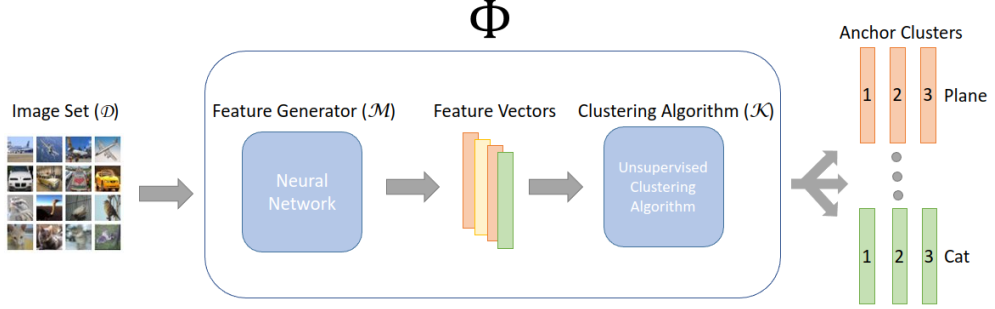 Φ
Anchor Clusters
Image Set (𝒟)
Feature Generator (ℳ)
Feature Vectors
Clustering Algorithm (𝒦)
Neural
Network
Unsupervised
Clustering
Algorithm
1 2 3 Plane
1 2 3 Cat